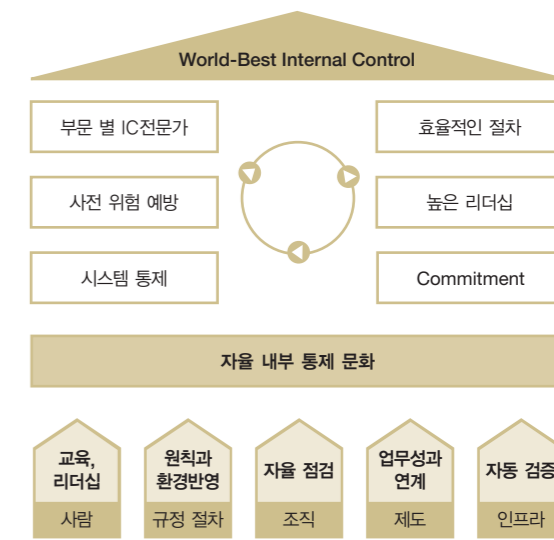 World-Best Internal Control
부문 별 IC전문가
효율적인 절차
사전 위험 예방
높은 리더십
시스템 통제
Commitment
자율 내부 통제 문화
교육,
리더십
사람
원칙과
환경반영
규정 절차
자율 점검
조직
업무성과
연계
제도
자동 검증
인프라